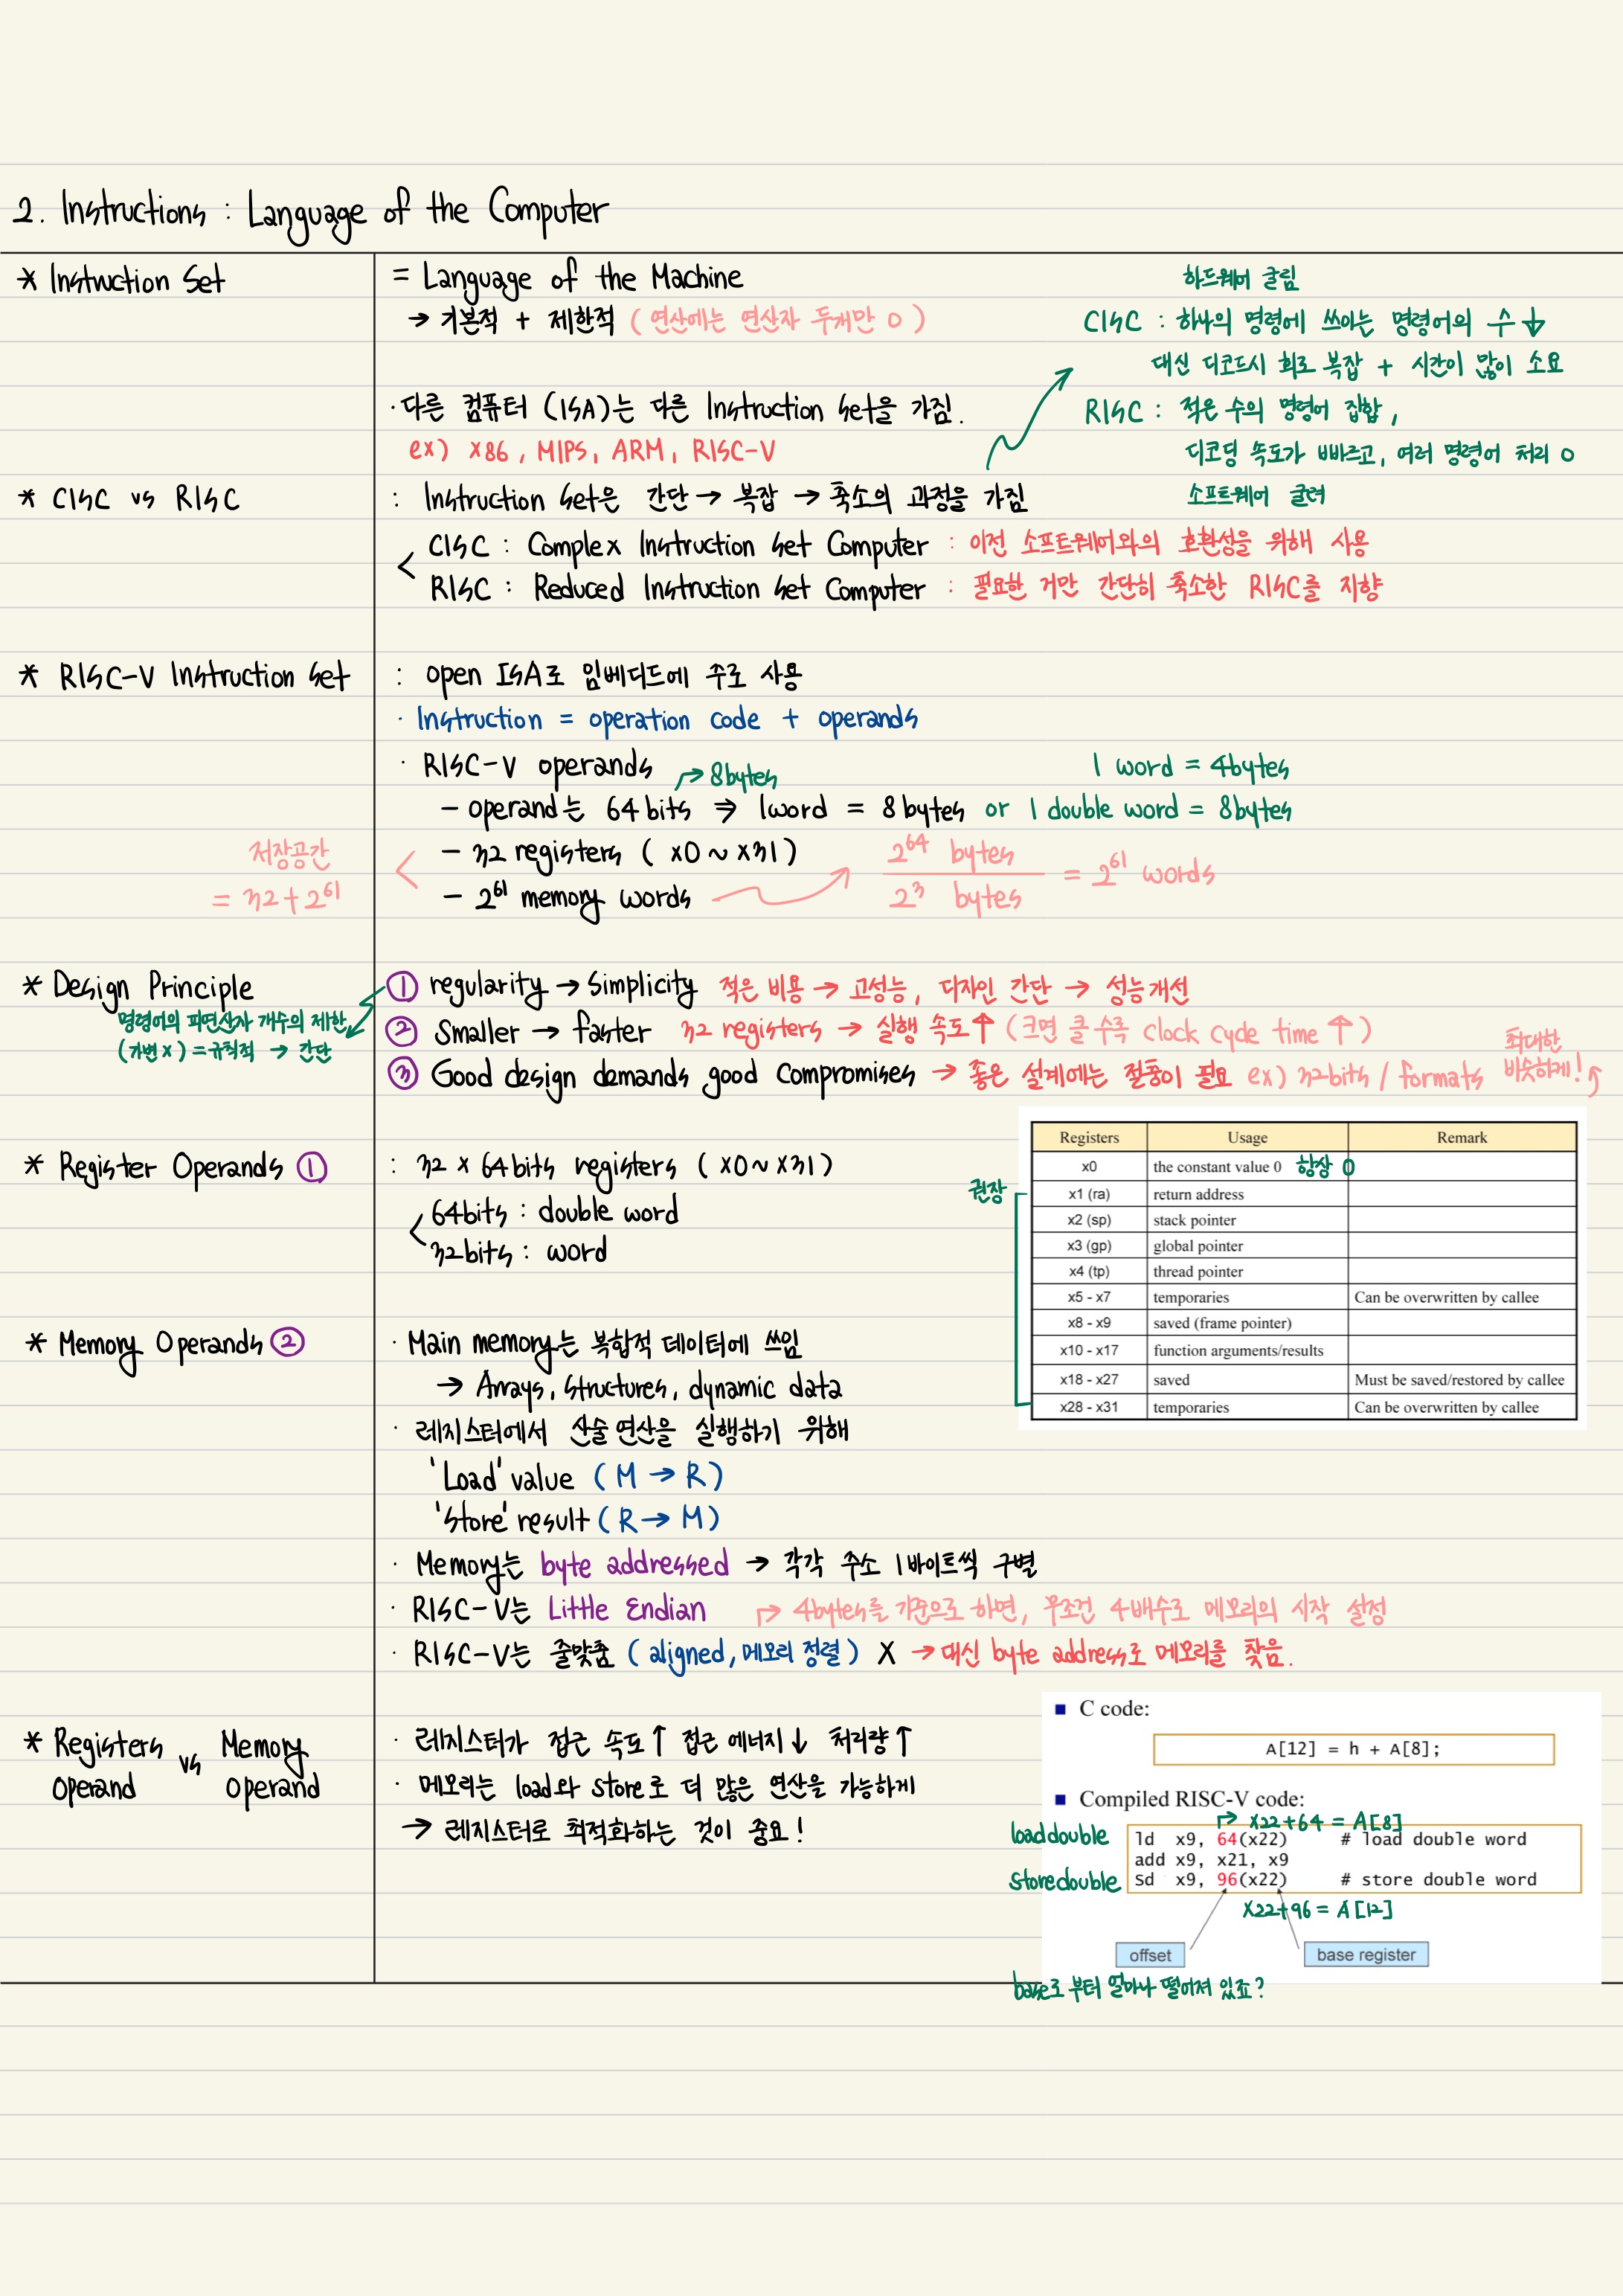 2. Instructions : Language of the Computer
* Instruction Set
= Language of the Machine
→ 기본적 + 제한적 ( 연산에는 연산자 두개만 O )
· 다른 컴퓨터 (ISA)는 다른 Instruction Set을 가짐.
ex) x86, MIPS, ARM, RISC-V
하드웨어 굴림
CISC : 하나의 명령에 쓰이는 명령어의 수 ↓
대신 디코드시 회로 복잡 + 시간이 많이 소요
RISC : 적은 수의 명령어 집합,
디코딩 속도가 빠르고, 여러 명령어 처리 O
소프트웨어 굴려
* CISC vs RISC
: Instruction Set은 간단 → 복잡 → 축소의 과정을 가짐
CISC : Complex Instruction Set Computer : 이전 소프트웨어와의 호환성을 위해 사용
RISC : Reduced Instruction Set Computer : 필요한 거만 간단히 축소한 RISC를 지향
* RISC-V Instruction Set
: open ISA로 임베디드에 주로 사용
· Instruction = operation code + operands
· RISC-V operands
→ 8bytes
1 word = 4bytes
- operand는 64 bits ⇒ 1word = 8 bytes or 1 double word = 8bytes
- 32 registers ( x0 ~ x31 )
- 2^61 memory words
2^64 bytes / 2^3 bytes = 2^61 words
저장공간
= 32 + 2^61
* Design Principle
명령어의 피연산자 개수의 제한
(가변 x) = 규칙적 → 간단
① regularity → Simplicity 적은 비용 → 고성능, 디자인 간단 → 성능개선
② Smaller → faster 32 registers → 실행 속도 ↑ ( 크면 클수록 clock cycle time ↑ )
③ Good design demands good compromises → 좋은 설계에는 절충이 필요 ex) 32bits / formats
최대한
비슷하게!
* Register Operands ①
: 32 x 64bits registers ( x0 ~ x31 )
64bits : double word
32bits : word
권장
Registers Usage Remark
x0 the constant value 0 항상 0
x1 (ra) return address
x2 (sp) stack pointer
x3 (gp) global pointer
x4 (tp) thread pointer
x5 - x7 temporaries Can be overwritten by callee
x8 - x9 saved (frame pointer)
x10 - x17 function arguments/results
x18 - x27 saved Must be saved/restored by callee
x28 - x31 temporaries Can be overwritten by callee
* Memory Operands ②
· Main memory는 복합적 데이터에 쓰임
→ Arrays, structures, dynamic data
· 레지스터에서 산술 연산을 실행하기 위해
'Load' value ( M → R )
'Store' result ( R → M )
· Memory는 byte addressed → 각각 주소 1바이트씩 구별
· RISC-V는 Little Endian
→ 4bytes를 기준으로 하면, 무조건 4배수로 메모리의 시작 설정
· RISC-V는 줄맞춤 ( aligned, 메모리 정렬 ) X → 대신 byte address로 메모리를 찾음.
* Registers operand vs Memory operand
· 레지스터가 접근 속도 ↑ 접근 에너지 ↓ 처리량 ↑
· 메모리는 load와 store로 더 많은 연산을 가능하게
→ 레지스터로 최적화하는 것이 중요!
■ C code:
A[12] = h + A[8];
■ Compiled RISC-V code:
→ x22+64 = A[8]
load double
ld x9, 64(x22) # load double word
add x9, x21, x9
store double
sd x9, 96(x22) # store double word
x22+96 = A[12]
offset
base register
base로 부터 얼마나 떨어져 있죠?